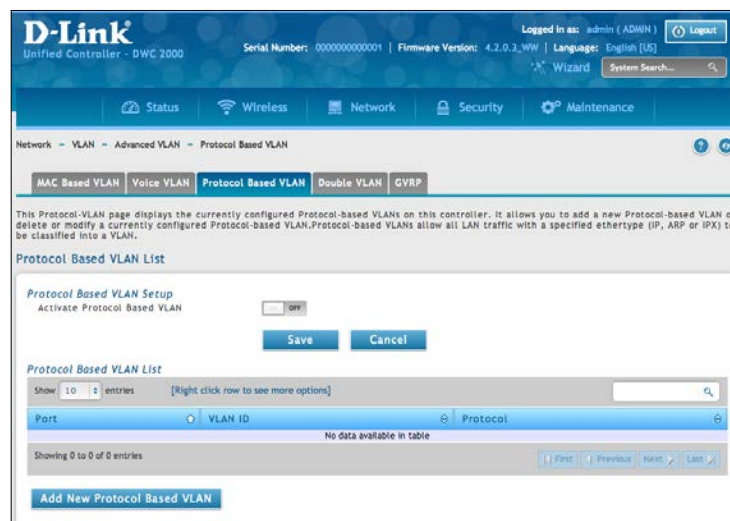 D-Link
Unified Controller - DWC 2000
Logged in as: admin ( ADMIN ) Logout
Serial Number: 0000000000001 | Firmware Version: 4.2.0.3_WW | Language: English [US]
Wizard System Search...
Status Wireless Network Security Maintenance
Network - VLAN - Advanced VLAN - Protocol Based VLAN
MAC Based VLAN Voice VLAN Protocol Based VLAN Double VLAN GVRP
This Protocol-VLAN page displays the currently configured Protocol-based VLANs on this controller. It allows you to add a new Protocol-based VLAN
delete or modify a currently configured Protocol-based VLAN.Protocol-based VLANs allow all LAN traffic with a specified ethertype (IP, ARP or IPX)
be classified into a VLAN.
Protocol Based VLAN List
Protocol Based VLAN Setup
Activate Protocol Based VLAN OFF
Save Cancel
Protocol Based VLAN List
Show 10 entries [Right click row to see more options]
Port VLAN ID Protocol
No data available in table
Showing 0 to 0 of 0 entries First Previous Next Last
Add New Protocol Based VLAN